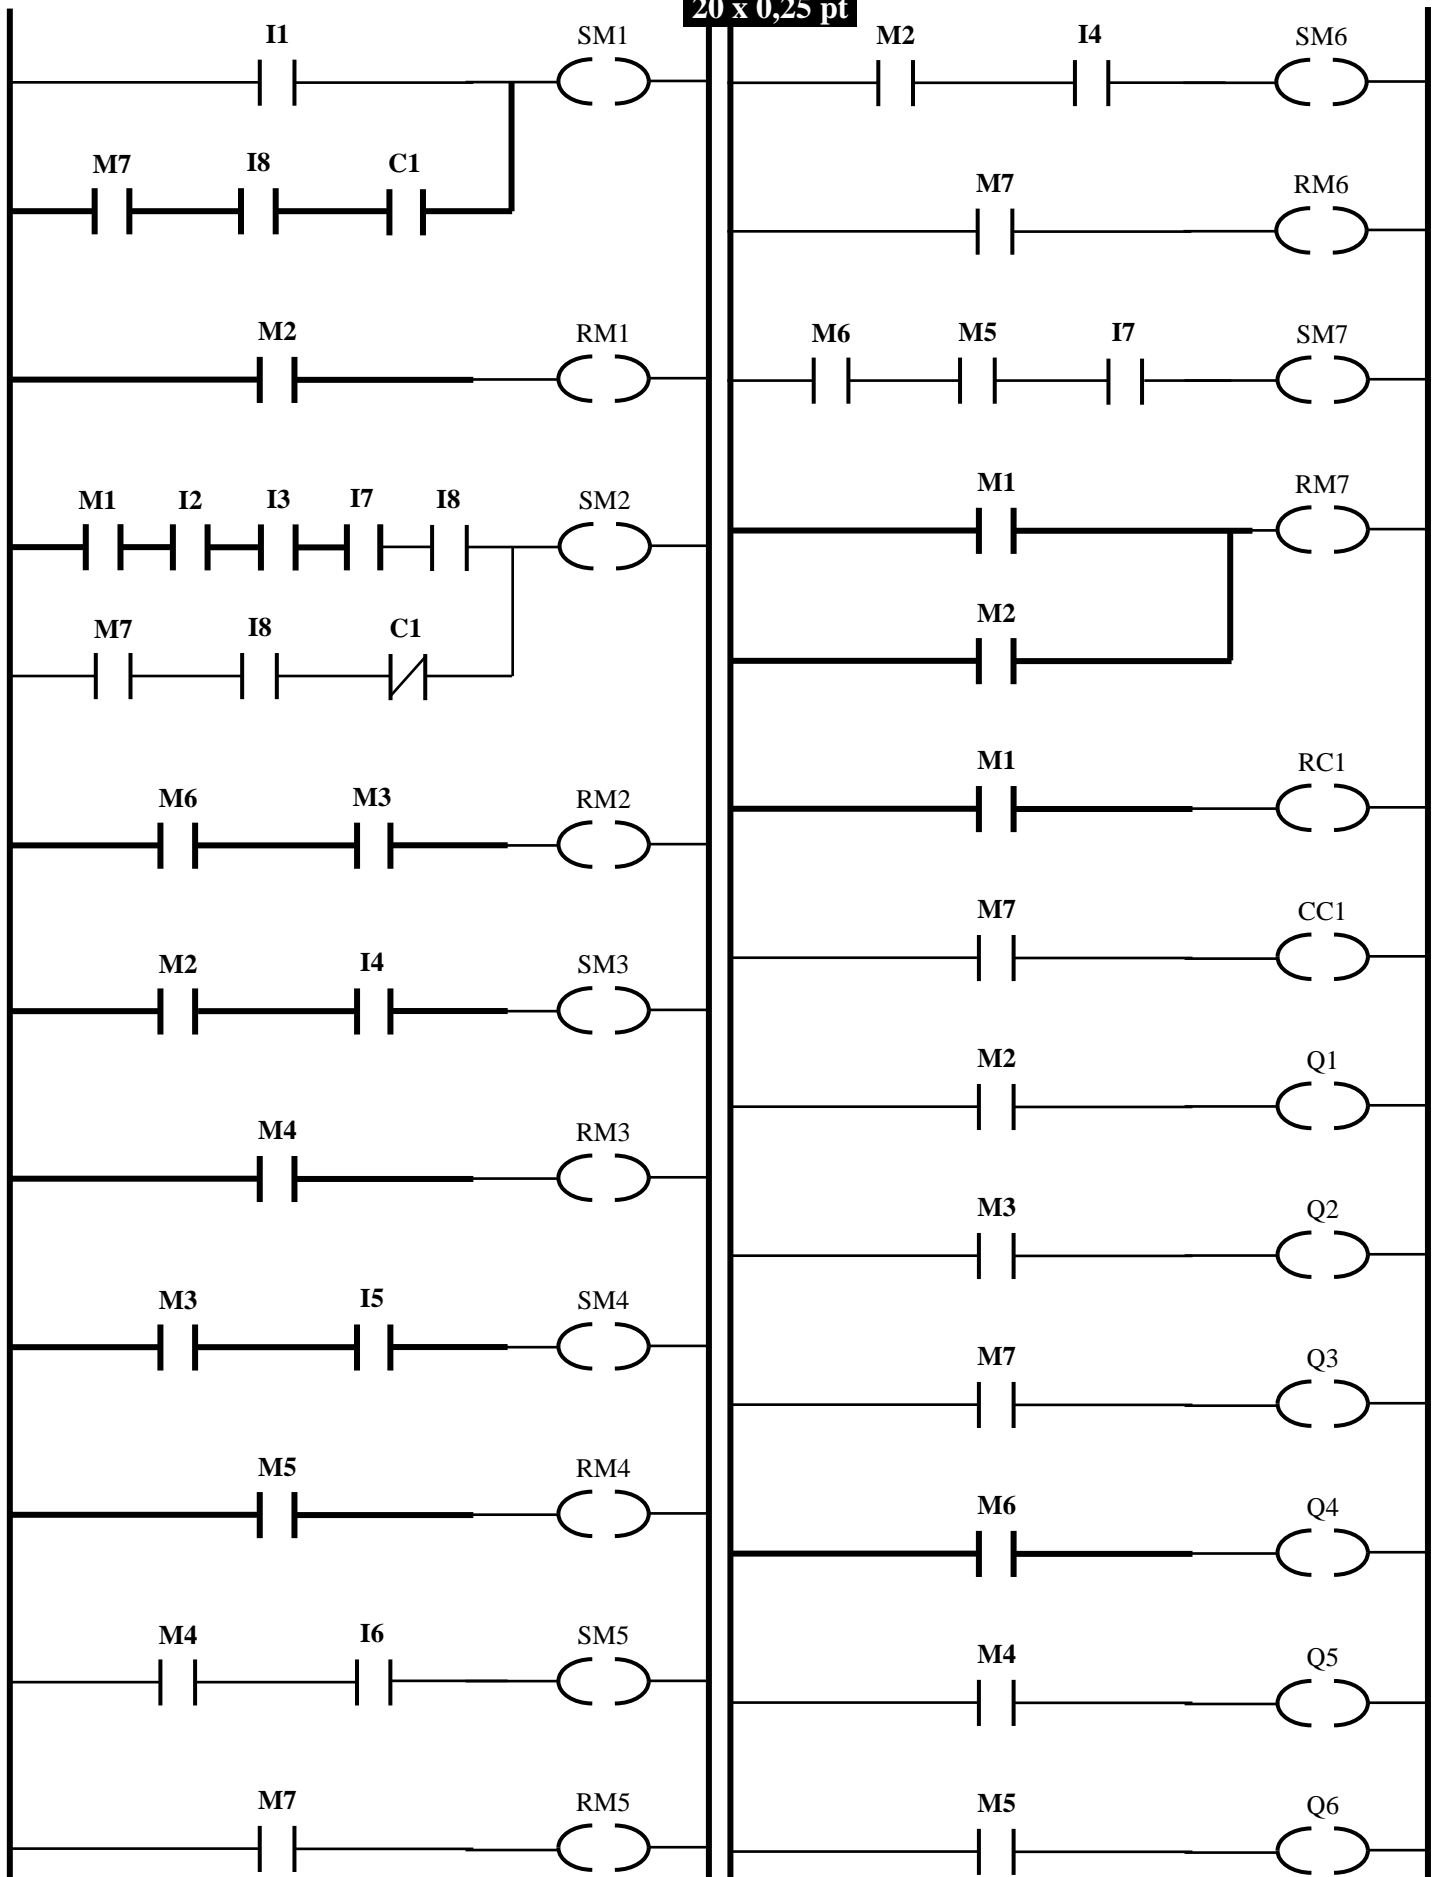 20 x 0,25 pt
I1 SM1
M7 I8 C1
M2 RM1
M1 I2 I3 I7 I8 SM2
M7 I8 C1
M6 M3 RM2
M2 I4 SM3
M4 RM3
M3 I5 SM4
M5 RM4
M4 I6 SM5
M7 RM5
M2 I4 SM6
M7 RM6
M6 M5 I7 SM7
M1 RM7
M2
M1 RC1
M7 CC1
M2 Q1
M3 Q2
M7 Q3
M6 Q4
M4 Q5
M5 Q6